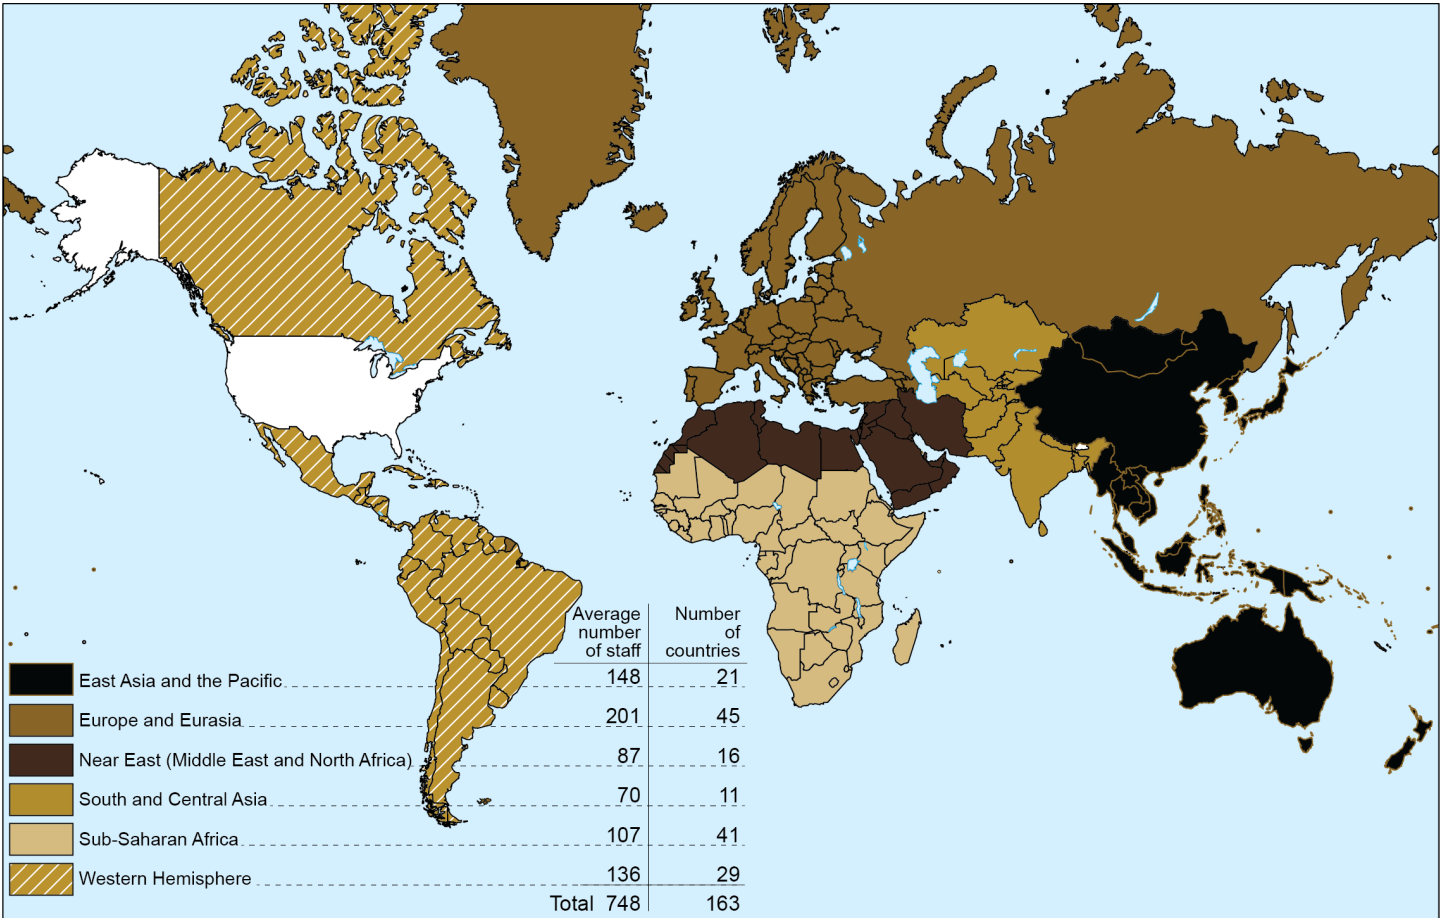 Average number of staff
Number of countries
East Asia and the Pacific 148 21
Europe and Eurasia 201 45
Near East (Middle East and North Africa) 87 16
South and Central Asia 70 11
Sub-Saharan Africa 107 41
Western Hemisphere 136 29
Total 748 163